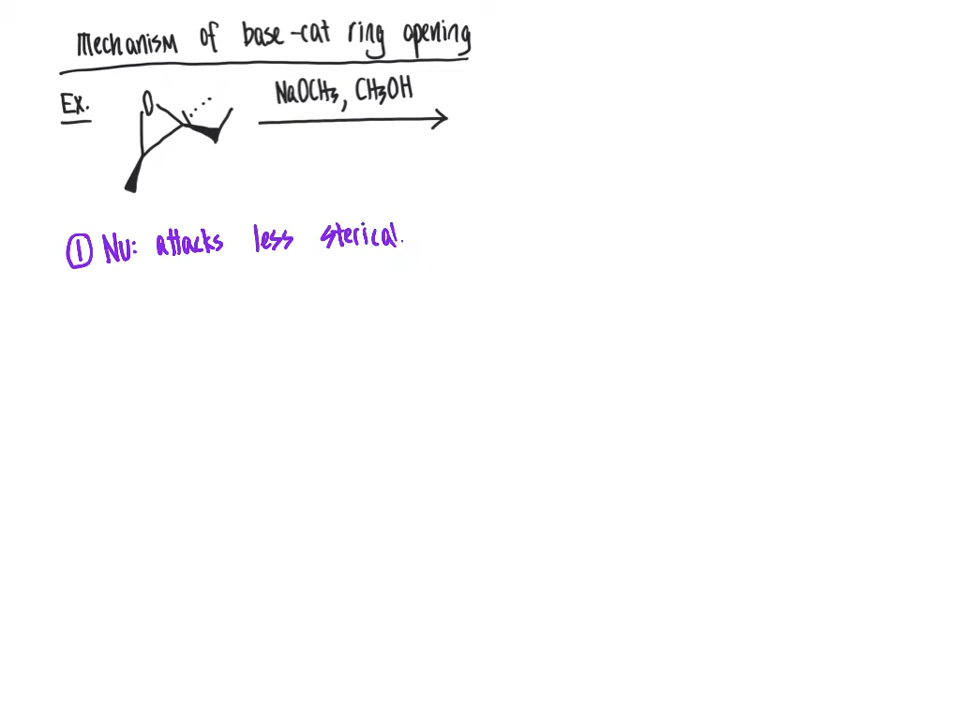 Mechanism of base-cat ring opening
Ex.
O
NaOCH3, CH3OH
① Nu: attacks less sterical